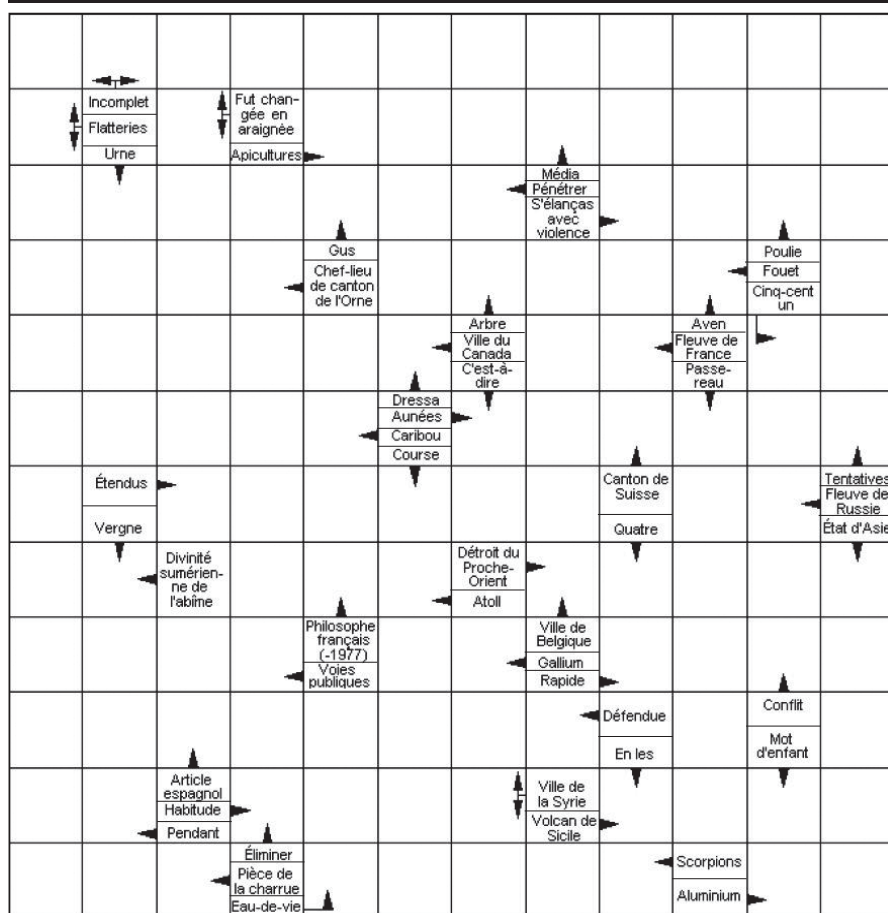 Incomplet
Flatteries
Urne
Fut chan-
gée en
araignée
Apicultures
Média
Pénétrer
S'élanças
avec
violence
Gus
Chef-lieu
de canton
de l'Orne
Poulie
Fouet
Cinq-cent
un
Arbre
Ville du
Canada
C'est-à-
dire
Aven
Fleuve de
France
Passe-
reau
Dressa
Aunées
Caribou
Course
Étendus
Vergne
Canton de
Suisse
Quatre
Tentatives
Fleuve de
Russie
État d'Asie
Divinité
sumérien-
ne de
l'abîme
Détroit du
Proche-
Orient
Atoll
Philosophe
français
(-1977)
Voies
publiques
Ville de
Belgique
Gallium
Rapide
Défendue
En les
Conflit
Mot
d'enfant
Article
espagnol
Habitude
Pendant
Ville de
la Syrie
Volcan de
Sicile
Éliminer
Pièce de
la charrue
Eau-de-vie
Scorpions
Aluminium